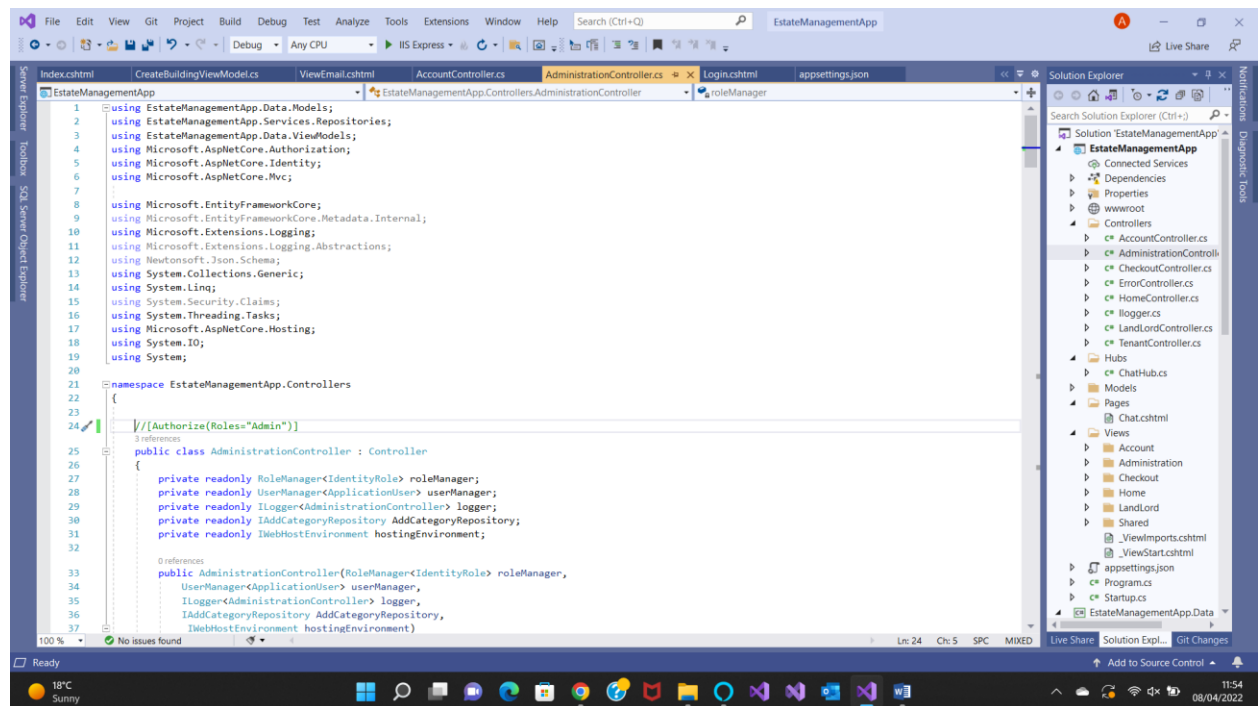 File Edit View Git Project Build Debug Test Analyze Tools Extensions Window Help Search (Ctrl+Q) EstateManagementApp A
Debug Any CPU IIS Express Live Share
Index.cshtml CreateBuildingViewModel.cs ViewEmail.cshtml AccountController.cs AdministrationController.cs Login.cshtml appsettings.json
EstateManagementApp EstateManagementApp.Controllers.AdministrationController roleManager
1 using EstateManagementApp.Data.Models;
2 using EstateManagementApp.Services.Repositories;
3 using EstateManagementApp.Data.ViewModels;
4 using Microsoft.AspNetCore.Authorization;
5 using Microsoft.AspNetCore.Identity;
6 using Microsoft.AspNetCore.Mvc;
7
8 using Microsoft.EntityFrameworkCore;
9 using Microsoft.EntityFrameworkCore.Metadata.Internal;
10 using Microsoft.Extensions.Logging;
11 using Microsoft.Extensions.Logging.Abstractions;
12 using Newtonsoft.Json.Schema;
13 using System.Collections.Generic;
14 using System.Linq;
15 using System.Security.Claims;
16 using System.Threading.Tasks;
17 using Microsoft.AspNetCore.Hosting;
18 using System.IO;
19 using System;
20
21 namespace EstateManagementApp.Controllers
22 {
23
24 //[Authorize(Roles="Admin")]
3 references
25 public class AdministrationController : Controller
26 {
27 private readonly RoleManager<IdentityRole> roleManager;
28 private readonly UserManager<ApplicationUser> userManager;
29 private readonly ILogger<AdministrationController> logger;
30 private readonly IAddCategoryRepository AddCategoryRepository;
31 private readonly IWebHostEnvironment hostingEnvironment;
32
0 references
33 public AdministrationController(RoleManager<IdentityRole> roleManager,
34 UserManager<ApplicationUser> userManager,
35 ILogger<AdministrationController> logger,
36 IAddCategoryRepository AddCategoryRepository,
37 IWebHostEnvironment hostingEnvironment)
100 % No issues found Ln: 24 Ch: 5 SPC MIXED
Server Explorer
Toolbox
SQL Server Object Explorer
Solution Explorer
Search Solution Explorer (Ctrl+;)
Solution 'EstateManagementApp'
EstateManagementApp
Connected Services
Dependencies
Properties
wwwroot
Controllers
C# AccountController.cs
C# AdministrationControll
C# CheckoutController.cs
C# ErrorController.cs
C# HomeController.cs
C# Ilogger.cs
C# LandLordController.cs
C# TenantController.cs
Hubs
C# ChatHub.cs
Models
Pages
Chat.cshtml
Views
Account
Administration
Checkout
Home
LandLord
Shared
_ViewImports.cshtml
_ViewStart.cshtml
appsettings.json
C# Program.cs
C# Startup.cs
C# EstateManagementApp.Data
Live Share Solution Expl... Git Changes
Notifications
Diagnostic Tools
Ready Add to Source Control
18°C
Sunny
11:54
08/04/2022